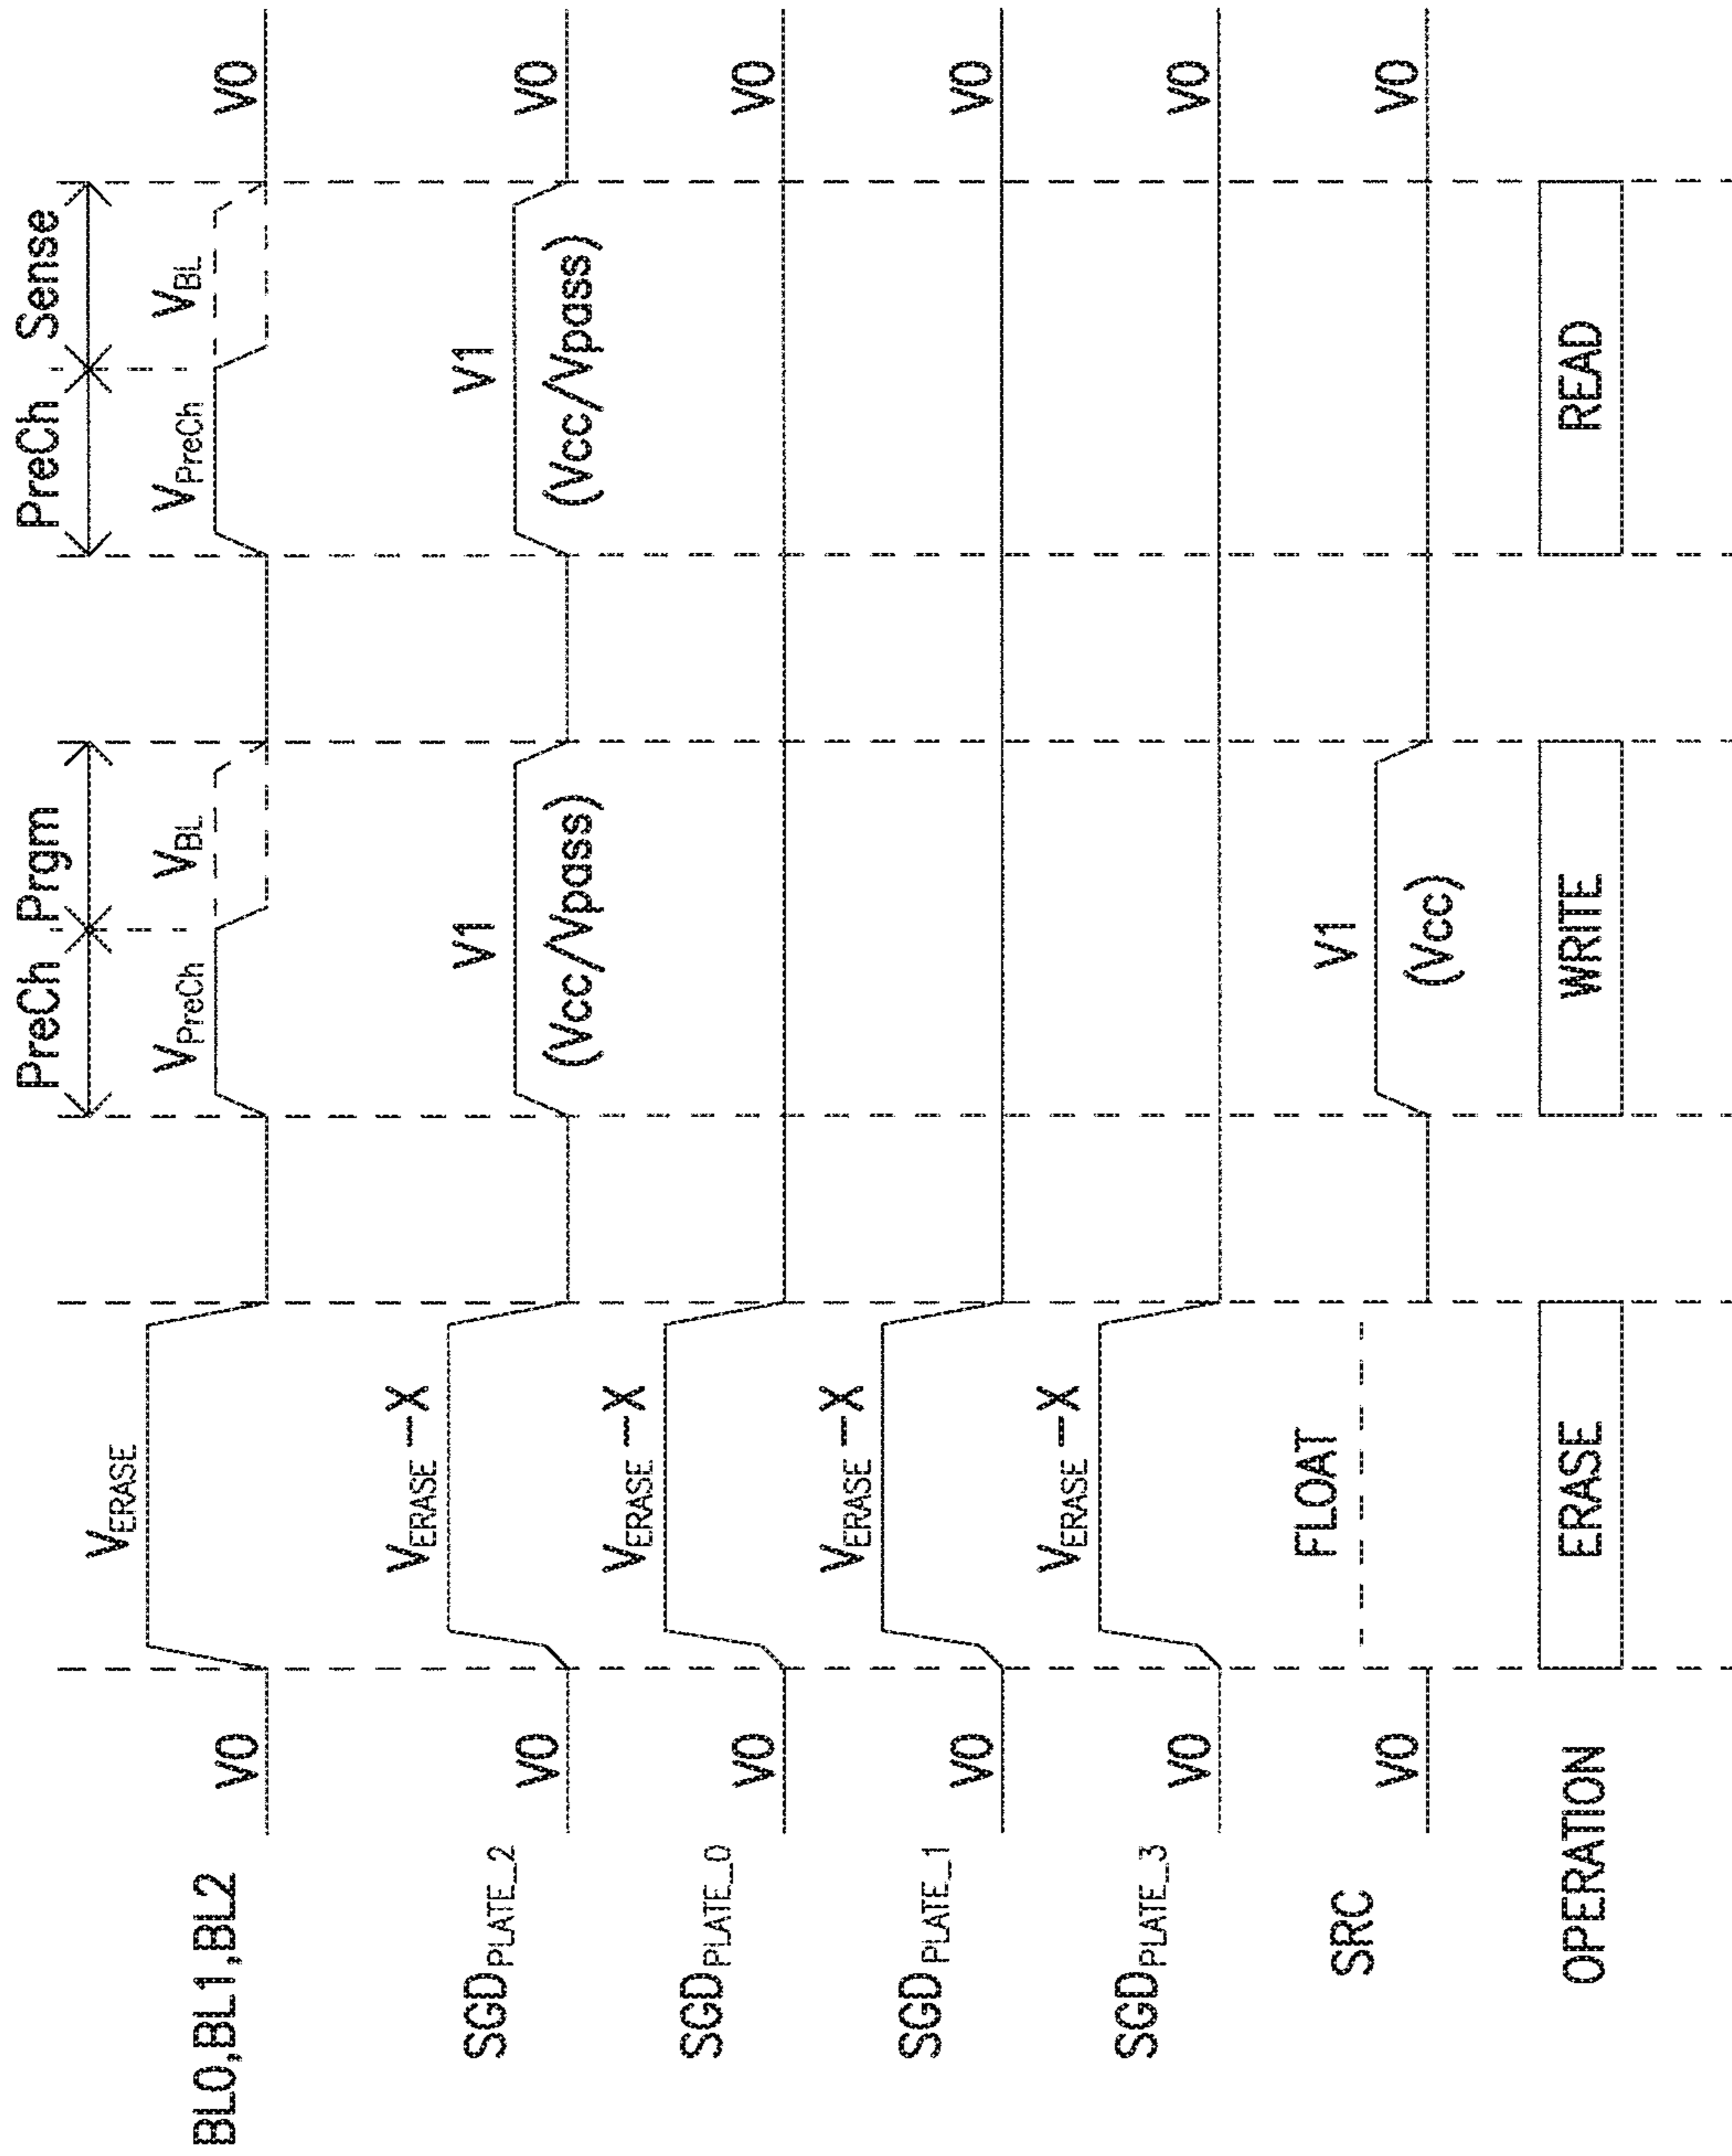 PreCh Prgm PreCh Sense
BL0,BL1,BL2 V0 VERASE VPreCh VBL VPreCh VBL V0
SGDPLATE_2 V0 VERASE–X V1 V1 V0
(Vcc/Vpass) (Vcc/Vpass)
SGDPLATE_0 V0 VERASE–X V0
SGDPLATE_1 V0 VERASE–X V0
SGDPLATE_3 V0 VERASE–X V0
SRC V0 FLOAT V1 V0
(Vcc)
OPERATION ERASE WRITE READ